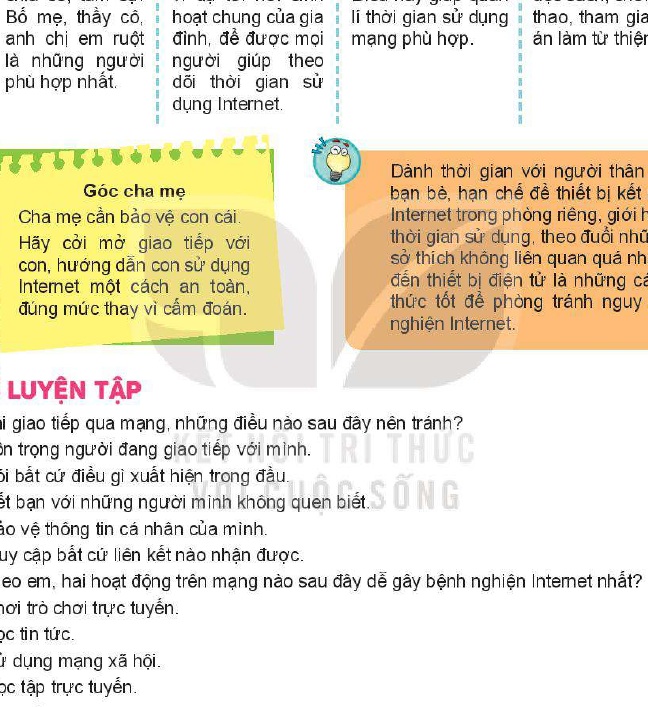 Bố mẹ, thầy cô,
anh chị em ruột
là những người
phù hợp nhất.
hoạt chung của gia
đình, để được mọi
người giúp theo
dõi thời gian sử
dụng Internet.
lí thời gian sử dụng
mạng phù hợp.
thao, tham gia
án làm từ thiện
Góc cha mẹ
Cha mẹ cần bảo vệ con cái.
Hãy cởi mở giao tiếp với
con, hướng dẫn con sử dụng
Internet một cách an toàn,
đúng mức thay vì cấm đoán.
Dành thời gian với người thân
bạn bè, hạn chế để thiết bị kết
Internet trong phòng riêng, giới
thời gian sử dụng, theo đuổi
sở thích không liên quan quá
đến thiết bị điện tử là những
thức tốt để phòng tránh nguy
nghiện Internet.
LUYỆN TẬP
giao tiếp qua mạng, những điều nào sau đây nên tránh?
trọng người đang giao tiếp với mình.
bất cứ điều gì xuất hiện trong đầu.
bạn với những người mình không quen biết.
vệ thông tin cá nhân của mình.
cập bất cứ liên kết nào nhận được.
em, hai hoạt động trên mạng nào sau đây dễ gây bệnh nghiện Internet nhất?
trò chơi trực tuyến.
tin tức.
dụng mạng xã hội.
tập trực tuyến.
KẾT NỐI TRI THỨC
VỚI CUỘC SỐNG